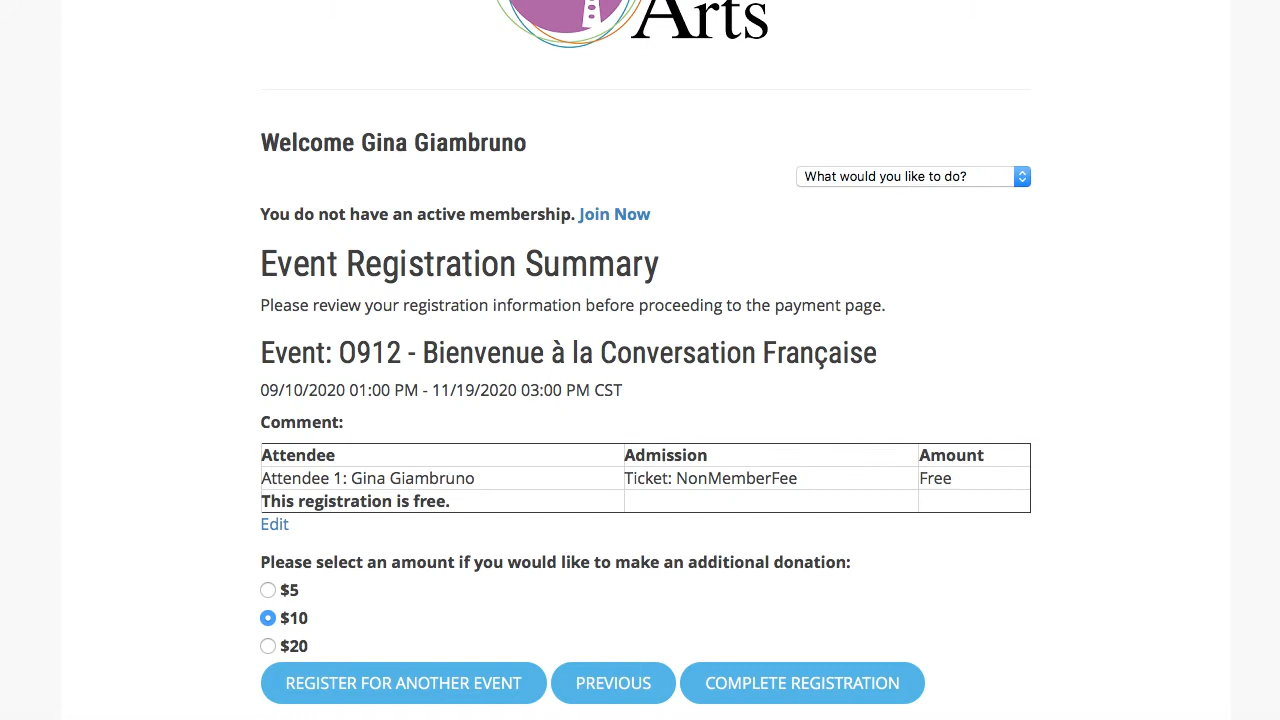 Arts
Welcome Gina Giambruno
What would you like to do?
You do not have an active membership. Join Now
Event Registration Summary
Please review your registration information before proceeding to the payment page.
Event: O912 - Bienvenue à la Conversation Française
09/10/2020 01:00 PM - 11/19/2020 03:00 PM CST
Comment:
Attendee Admission Amount
Attendee 1: Gina Giambruno Ticket: NonMemberFee Free
This registration is free.
Edit
Please select an amount if you would like to make an additional donation:
$5
$10
$20
REGISTER FOR ANOTHER EVENT PREVIOUS COMPLETE REGISTRATION